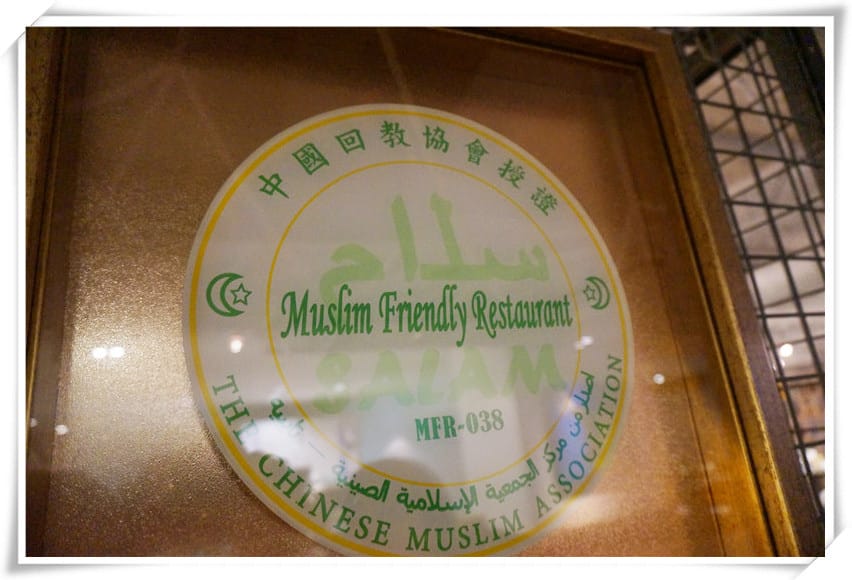 中國回教協會授證
سلام
Muslim Friendly Restaurant
SALAM
MFR-038
اصدار من مركز الجمعية الإسلامية الصينية
THE CHINESE MUSLIM ASSOCIATION